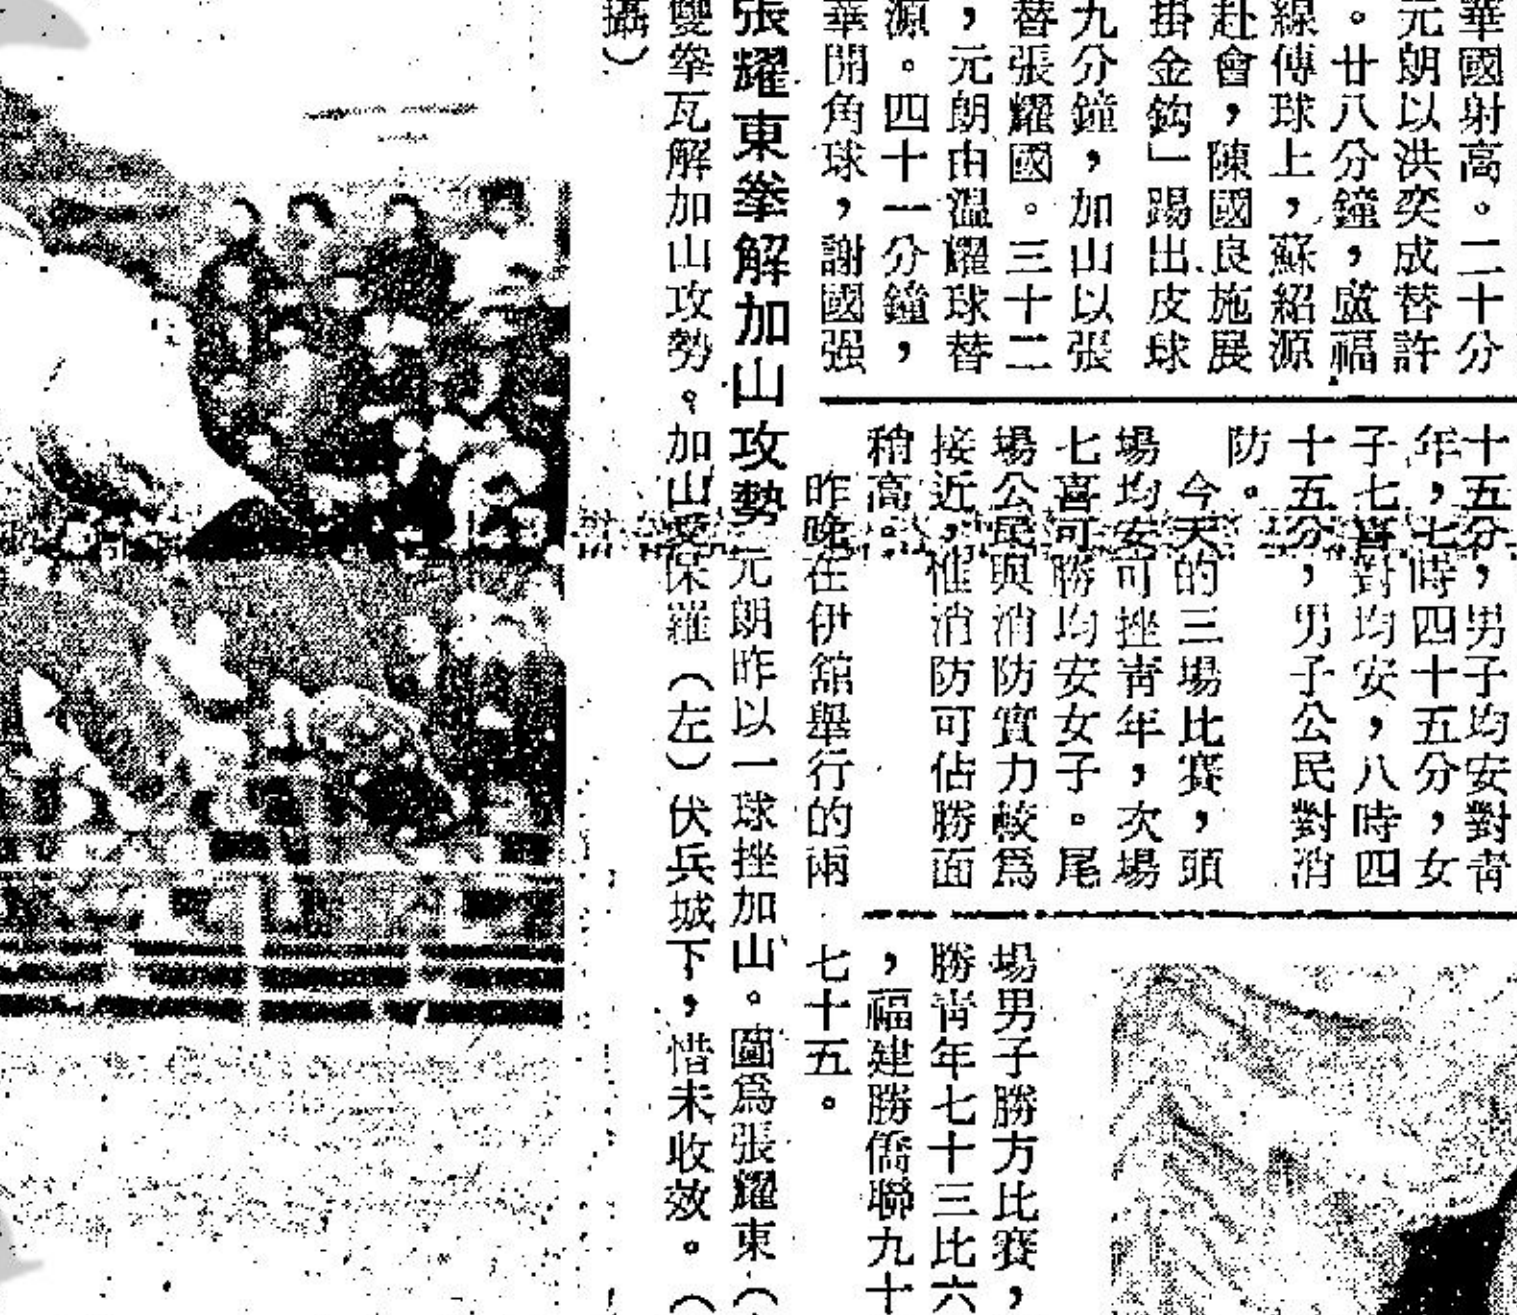 華國射高。二十分
元朗以洪奕成替許
。廿八分鐘，盧福
線傳球上，蘇紹源
赴會，陳國良施展
掛金鈎」踢出皮球
九分鐘，加山以張
替張耀國。三十二
，元朗由溫耀球替
源。四十一分鐘，
華開角球，謝國强
十五分，男子均安對靑
年，七時四十五分，女
子七喜對均安，八時四
十五分，男子公民對消
防。
今天的三場比賽，頭
場均安可挫靑年，次場
七喜可勝均安女子。尾
場公民與消防實力較爲
接近，惟消防可佔勝面
稍高。
昨晚在伊舘舉行的兩
場男子勝方比賽，
勝靑年七十三比六
，福建勝僑聯九十
七十五。
張耀東拳解加山攻勢
元朗昨以一球挫加山。圖爲張耀東（
雙拳瓦解加山攻勢。加山受保羅（左）伏兵城下，惜未收效。（
攝）